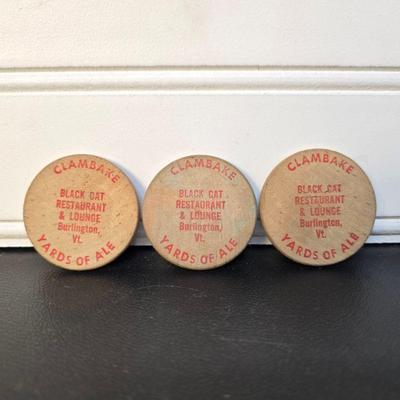 CLAMBAKE
BLACK CAT
RESTAURANT
& LOUNGE
Burlington,
Vt.
YARDS OF ALE
CLAMBAKE
BLACK CAT
RESTAURANT
& LOUNGE
Burlington,
Vt.
YARDS OF ALE
CLAMBAKE
BLACK CAT
RESTAURANT
& LOUNGE
Burlington,
Vt.
YARDS OF ALE